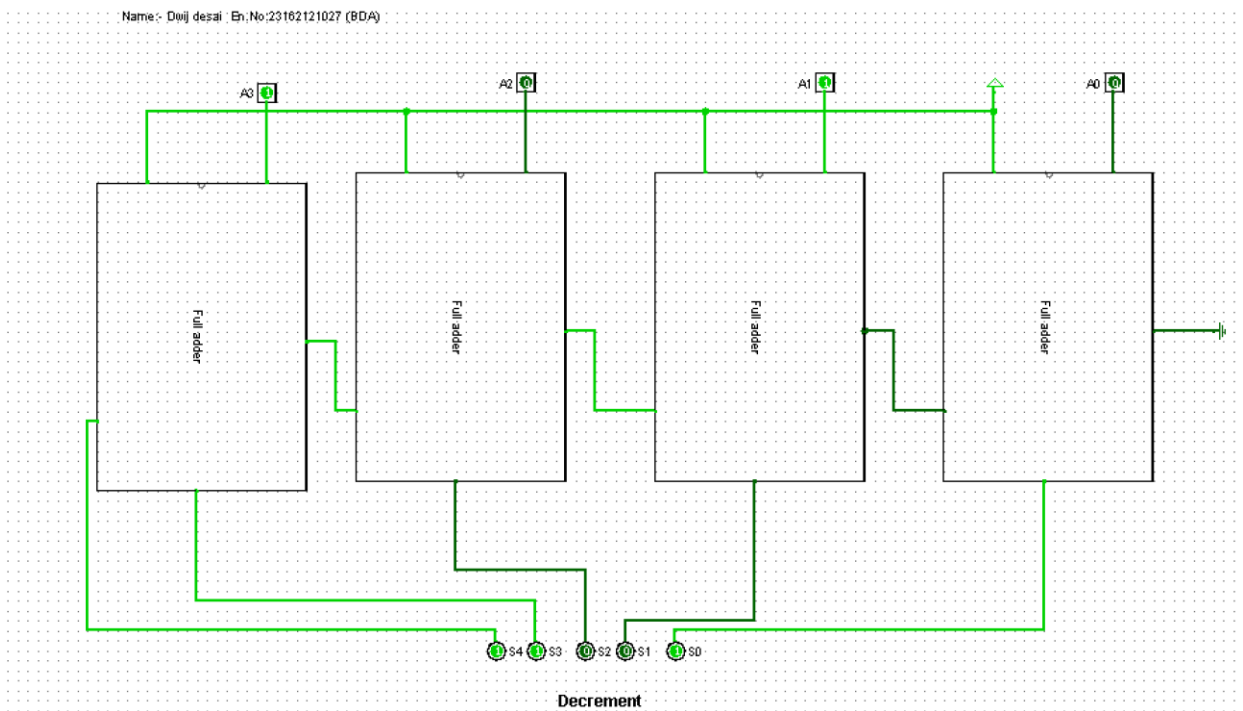 Name:- Dwij desai En.No:23162121027 (BDA)
A3 1 A2 0 A1 1 A0 0
Full adder Full adder Full adder Full adder
1 S4 1 S3 0 S2 0 S1 1 S0
Decrement